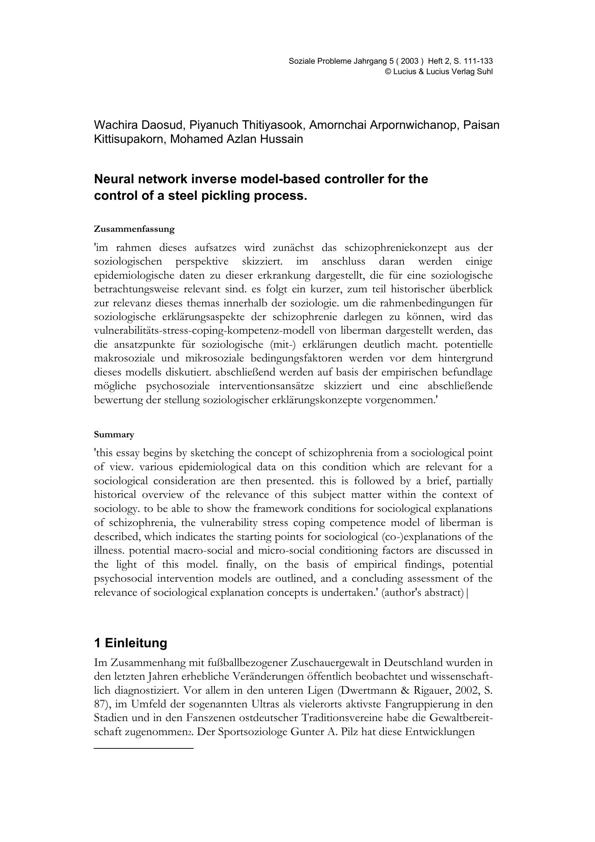 Soziale Probleme Jahrgang 5 ( 2003 ) Heft 2, S. 111-133
© Lucius & Lucius Verlag Suhl
Wachira Daosud, Piyanuch Thitiyasook, Amornchai Arpornwichanop, Paisan
Kittisupakorn, Mohamed Azlan Hussain
Neural network inverse model-based controller for the
control of a steel pickling process.
Zusammenfassung
'im rahmen dieses aufsatzes wird zunächst das schizophreniekonzept aus der
soziologischen perspektive skizziert. im anschluss daran werden einige
epidemiologische daten zu dieser erkrankung dargestellt, die für eine soziologische
betrachtungsweise relevant sind. es folgt ein kurzer, zum teil historischer überblick
zur relevanz dieses themas innerhalb der soziologie. um die rahmenbedingungen für
soziologische erklärungsaspekte der schizophrenie darlegen zu können, wird das
vulnerabilitäts-stress-coping-kompetenz-modell von liberman dargestellt werden, das
die ansatzpunkte für soziologische (mit-) erklärungen deutlich macht. potentielle
makrosoziale und mikrosoziale bedingungsfaktoren werden vor dem hintergrund
dieses modells diskutiert. abschließend werden auf basis der empirischen befundlage
mögliche psychosoziale interventionsansätze skizziert und eine abschließende
bewertung der stellung soziologischer erklärungskonzepte vorgenommen.'
Summary
'this essay begins by sketching the concept of schizophrenia from a sociological point
of view. various epidemiological data on this condition which are relevant for a
sociological consideration are then presented. this is followed by a brief, partially
historical overview of the relevance of this subject matter within the context of
sociology. to be able to show the framework conditions for sociological explanations
of schizophrenia, the vulnerability stress coping competence model of liberman is
described, which indicates the starting points for sociological (co-)explanations of the
illness. potential macro-social and micro-social conditioning factors are discussed in
the light of this model. finally, on the basis of empirical findings, potential
psychosocial intervention models are outlined, and a concluding assessment of the
relevance of sociological explanation concepts is undertaken.' (author's abstract)|
1 Einleitung
Im Zusammenhang mit fußballbezogener Zuschauergewalt in Deutschland wurden in
den letzten Jahren erhebliche Veränderungen öffentlich beobachtet und wissenschaft-
lich diagnostiziert. Vor allem in den unteren Ligen (Dwertmann & Rigauer, 2002, S.
87), im Umfeld der sogenannten Ultras als vielerorts aktivste Fangruppierung in den
Stadien und in den Fanszenen ostdeutscher Traditionsvereine habe die Gewaltbereit-
schaft zugenommen2. Der Sportsoziologe Gunter A. Pilz hat diese Entwicklungen